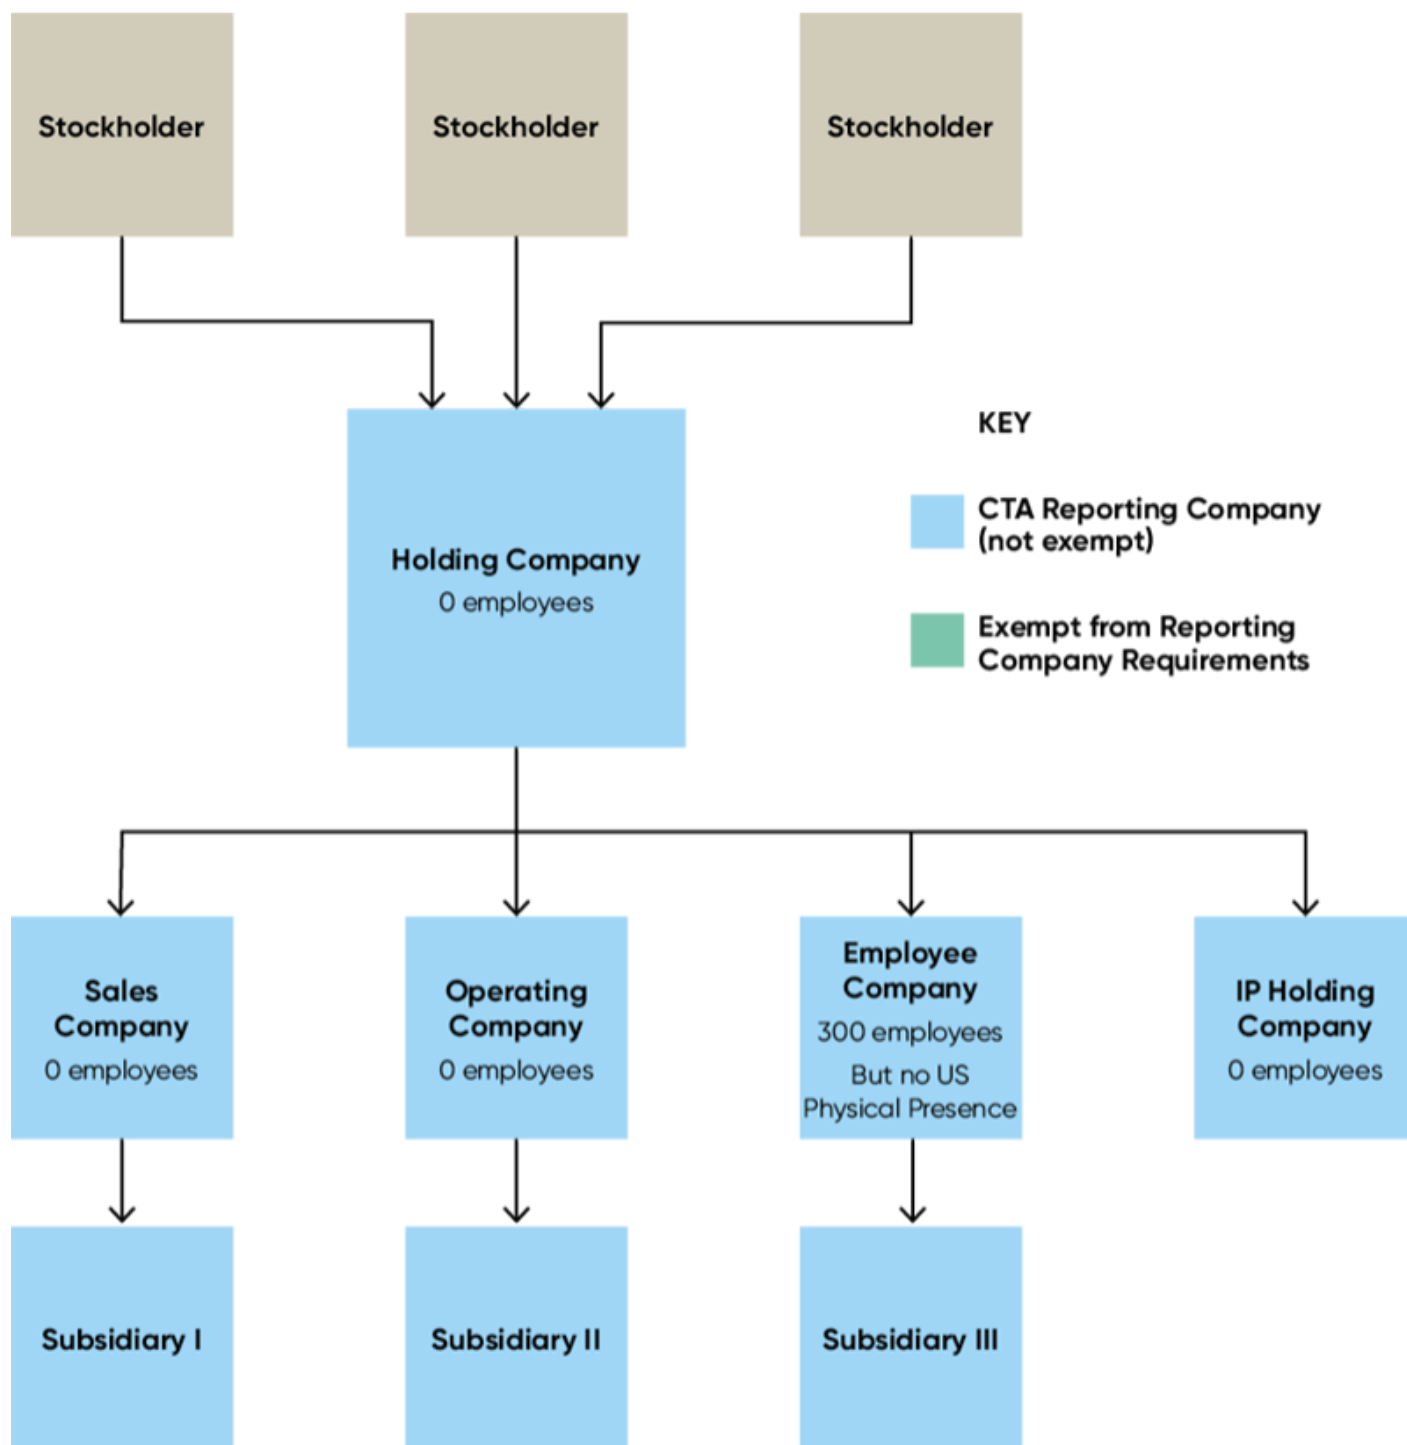 Stockholder
Stockholder
Stockholder
Holding Company
0 employees
KEY
CTA Reporting Company
(not exempt)
Exempt from Reporting
Company Requirements
Sales
Company
0 employees
Operating
Company
0 employees
Employee
Company
300 employees
But no US
Physical Presence
IP Holding
Company
0 employees
Subsidiary I
Subsidiary II
Subsidiary III